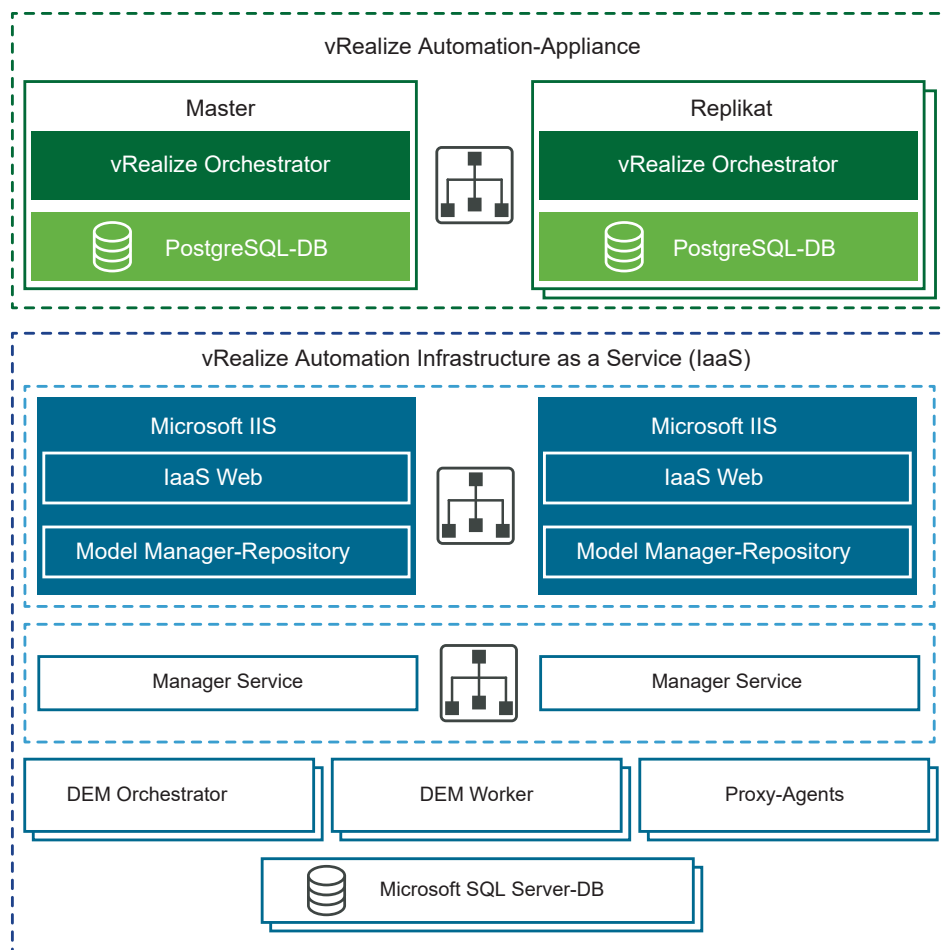 vRealize Automation-Appliance
Master
vRealize Orchestrator
PostgreSQL-DB
Replikat
vRealize Orchestrator
PostgreSQL-DB
vRealize Automation Infrastructure as a Service (IaaS)
Microsoft IIS
IaaS Web
Model Manager-Repository
Microsoft IIS
IaaS Web
Model Manager-Repository
Manager Service
Manager Service
DEM Orchestrator
DEM Worker
Proxy-Agents
Microsoft SQL Server-DB